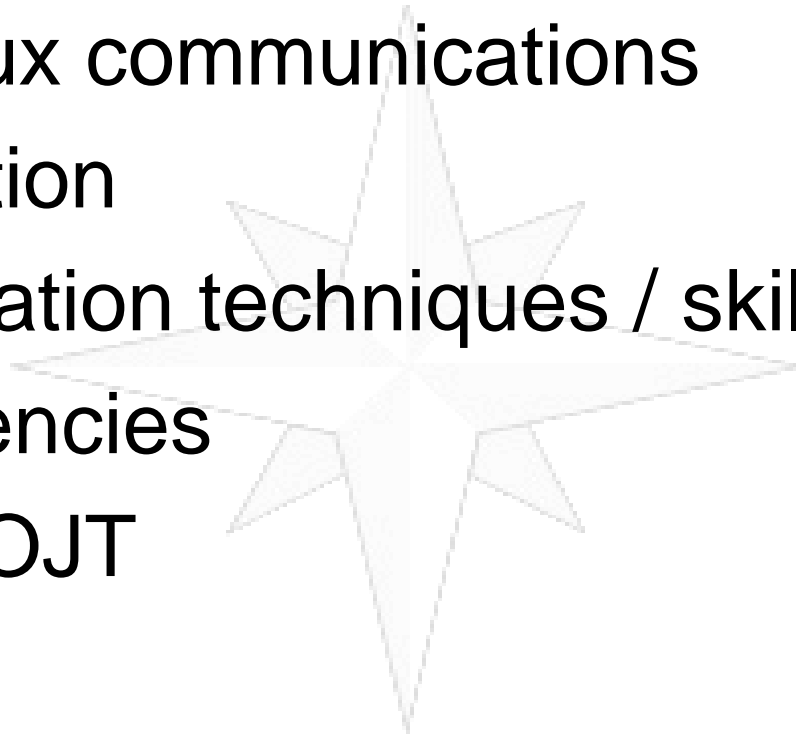 ux communications
tion
ation techniques / skil
encies
OJT